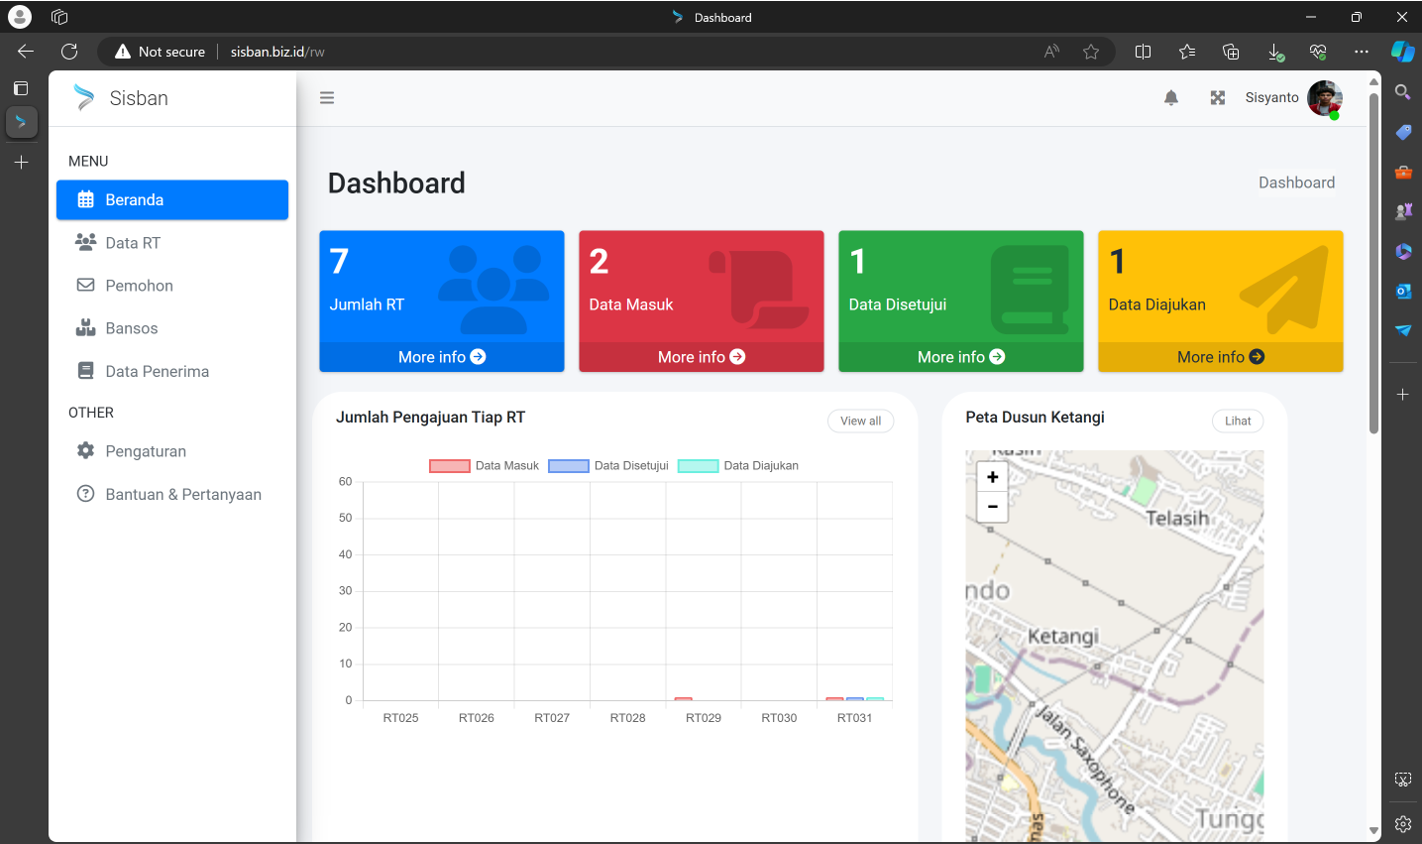 Dashboard
Not secure
sisban.biz.id/rw
Sisban
Sisyanto
MENU
Beranda
Data RT
Pemohon
Bansos
Data Penerima
OTHER
Pengaturan
Bantuan & Pertanyaan
Dashboard
Dashboard
7
Jumlah RT
More info
2
Data Masuk
More info
1
Data Disetujui
More info
1
Data Diajukan
More info
Jumlah Pengajuan Tiap RT
View all
Data Masuk Data Disetujui Data Diajukan
60
50
40
30
20
10
0
RT025 RT026 RT027 RT028 RT029 RT030 RT031
Peta Dusun Ketangi
Lihat
+
−
Telasih
ndo
Ketangi
Jalan Saxophone
Tungg